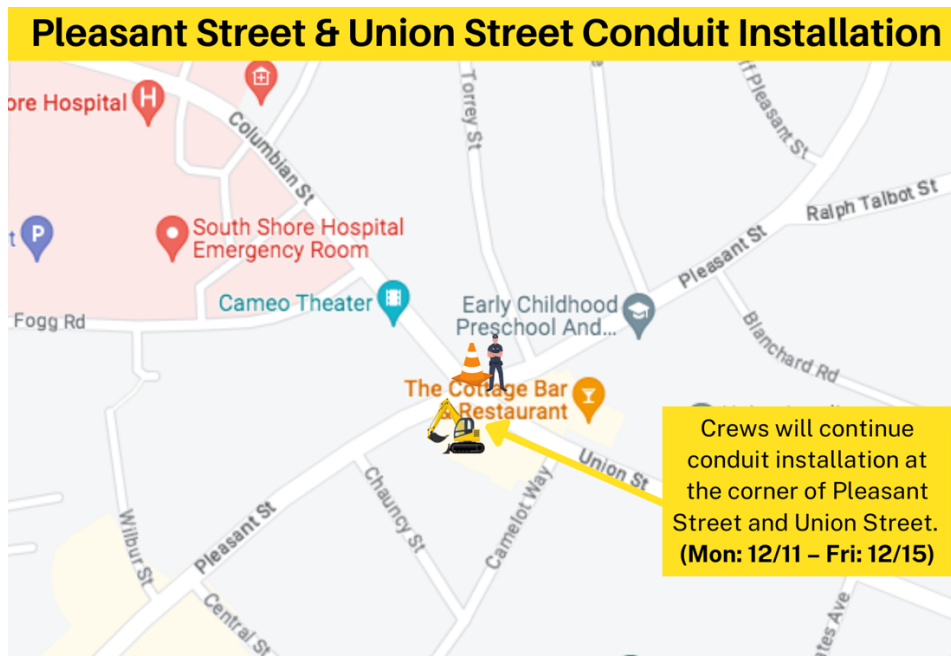 Pleasant Street & Union Street Conduit Installation
ore Hospital
H
Columbian St
Torrey St
Pleasant St
Ralph Talbot St
P
South Shore Hospital
Emergency Room
Pleasant St
Cameo Theater
Early Childhood
Preschool And...
Fogg Rd
Blanchard Rd
The Cottage Bar
& Restaurant
Union St
Chauncy St
Camelot Way
Wilbur St
Pleasant St
Central St
Crews will continue
conduit installation at
the corner of Pleasant
Street and Union Street.
(Mon: 12/11 – Fri: 12/15)
ates Ave